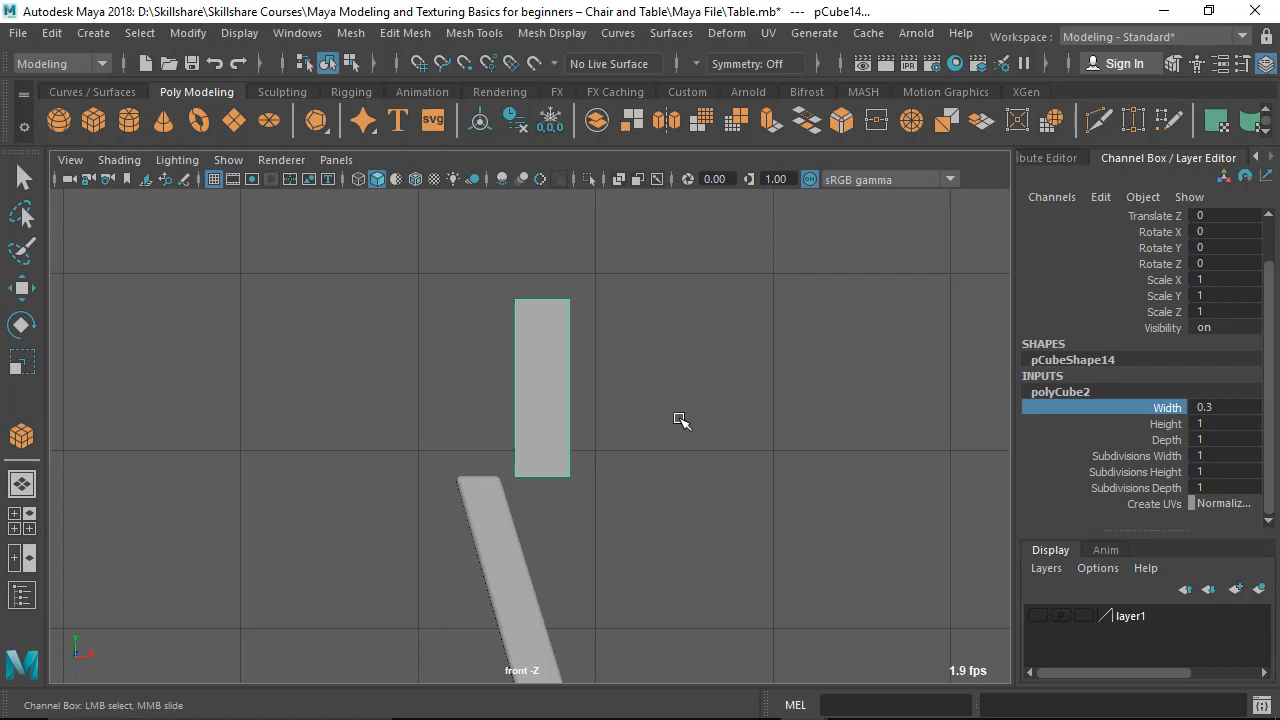 Autodesk Maya 2018: D:\Skillshare\Skillshare Courses\Maya Modeling and Texturing Basics for beginners – Chair and Table\Maya File\Table.mb* --- pCube14...
File Edit Create Select Modify Display Windows Mesh Edit Mesh Mesh Tools Mesh Display Curves Surfaces Deform UV Generate Cache Arnold Help Workspace : Modeling - Standard*
Modeling No Live Surface Symmetry: Off Sign In
Curves / Surfaces Poly Modeling Sculpting Rigging Animation Rendering FX FX Caching Custom Arnold Bifrost MASH Motion Graphics XGen
SVG 0,0,0
View Shading Lighting Show Renderer Panels
ibute Editor Channel Box / Layer Editor
0.00 1.00 ON sRGB gamma
IPR
Channels Edit Object Show
Translate Z 0
Rotate X 0
Rotate Y 0
Rotate Z 0
Scale X 1
Scale Y 1
Scale Z 1
Visibility on
SHAPES
pCubeShape14
INPUTS
polyCube2
Width 0.3
Height 1
Depth 1
Subdivisions Width 1
Subdivisions Height 1
Subdivisions Depth 1
Create UVs Normaliz...
Display Anim
Layers Options Help
P layer1
y
x
front -Z
1.9 fps
Channel Box: LMB select, MMB slide
MEL